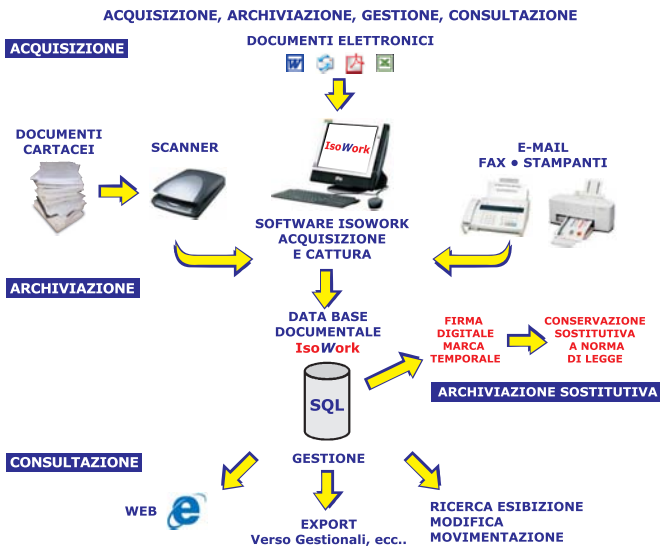 ACQUISIZIONE, ARCHIVIAZIONE, GESTIONE, CONSULTAZIONE
ACQUISIZIONE
DOCUMENTI ELETTRONICI
DOCUMENTI
CARTACEI
SCANNER
IsoWork
E-MAIL
FAX • STAMPANTI
SOFTWARE ISOWORK
ACQUISIZIONE
E CATTURA
ARCHIVIAZIONE
DATA BASE
DOCUMENTALE
IsoWork
SQL
FIRMA
DIGITALE
MARCA
TEMPORALE
CONSERVAZIONE
SOSTITUTIVA
A NORMA
DI LEGGE
ARCHIVIAZIONE SOSTITUTIVA
CONSULTAZIONE
GESTIONE
WEB
EXPORT
Verso Gestionali, ecc..
RICERCA ESIBIZIONE
MODIFICA
MOVIMENTAZIONE